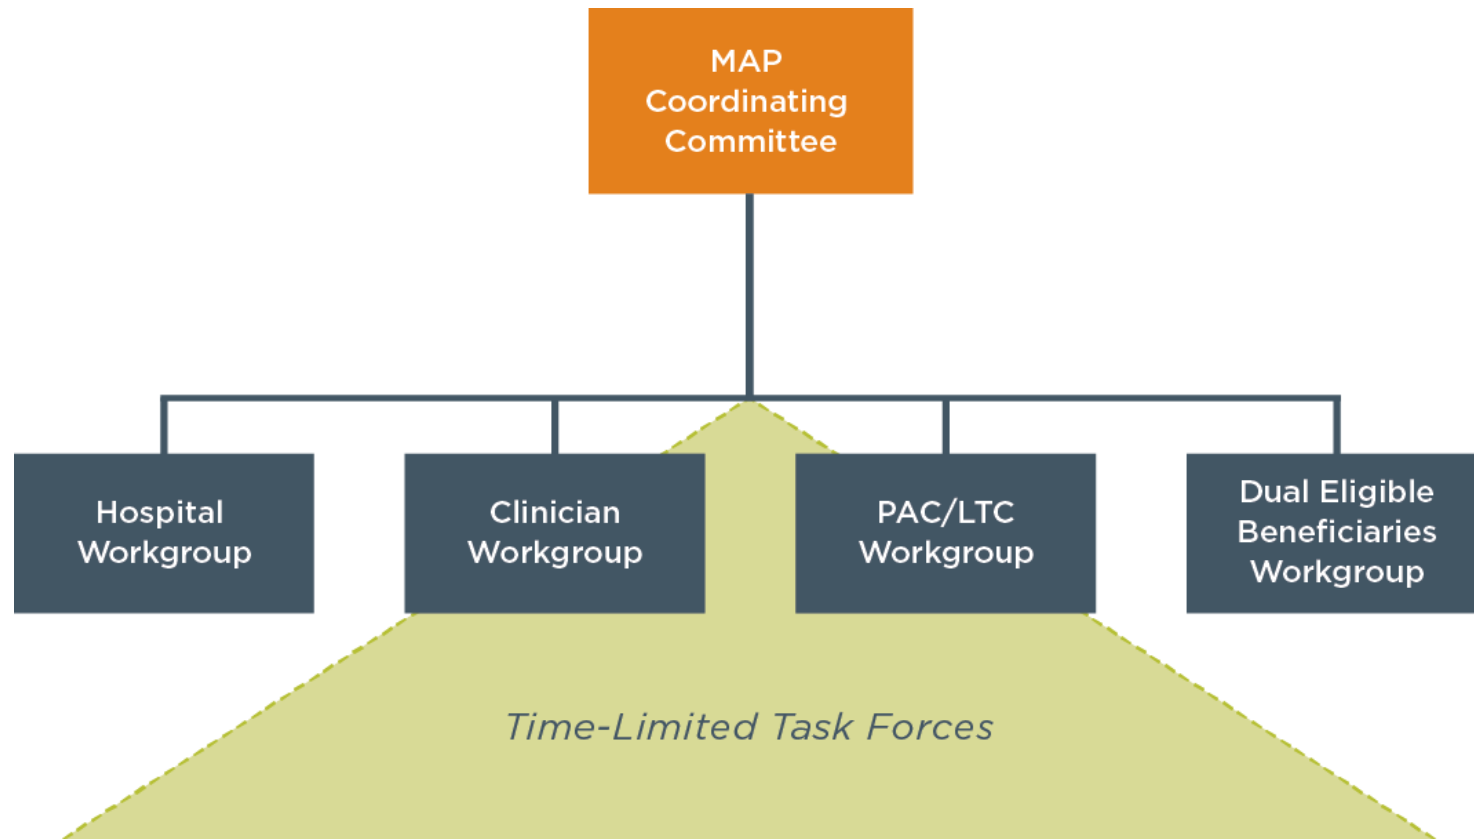 MAP
Coordinating
Committee
Hospital
Workgroup
Clinician
Workgroup
PAC/LTC
Workgroup
Dual Eligible
Beneficiaries
Workgroup
Time-Limited Task Forces